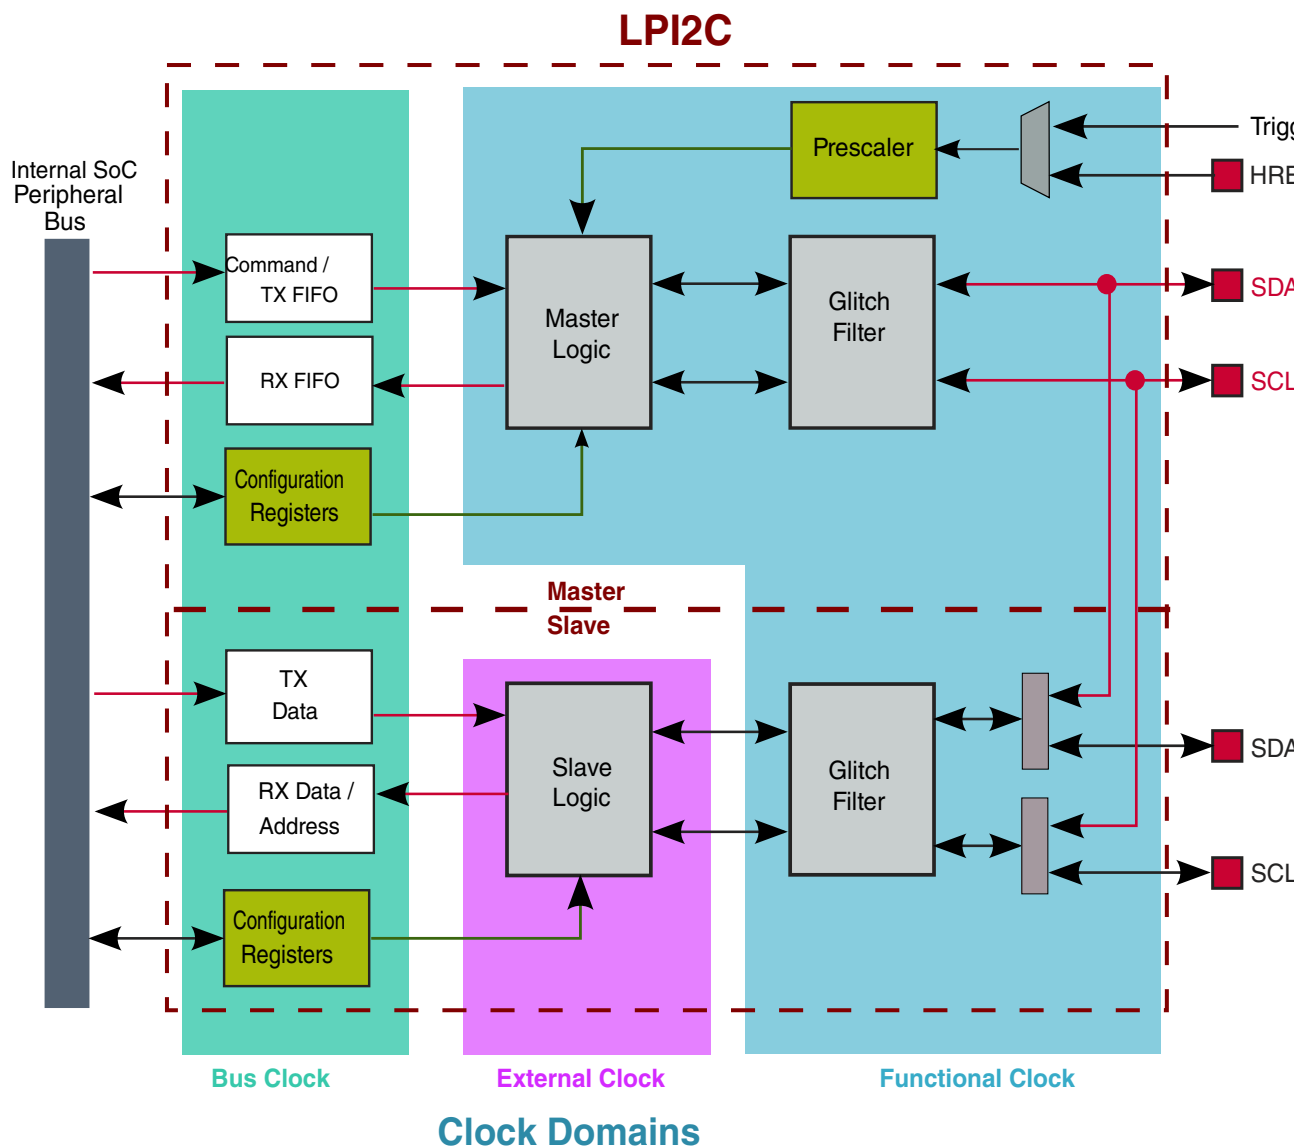 LPI2C
Internal SoC
Peripheral
Bus
Prescaler
Trigg
HRE
Command /
TX FIFO
Master
Logic
Glitch
Filter
SDA
RX FIFO
SCL
Configuration
Registers
Master
Slave
TX
Data
Slave
Logic
Glitch
Filter
SDA
RX Data /
Address
SCL
Configuration
Registers
Bus Clock
External Clock
Functional Clock
Clock Domains